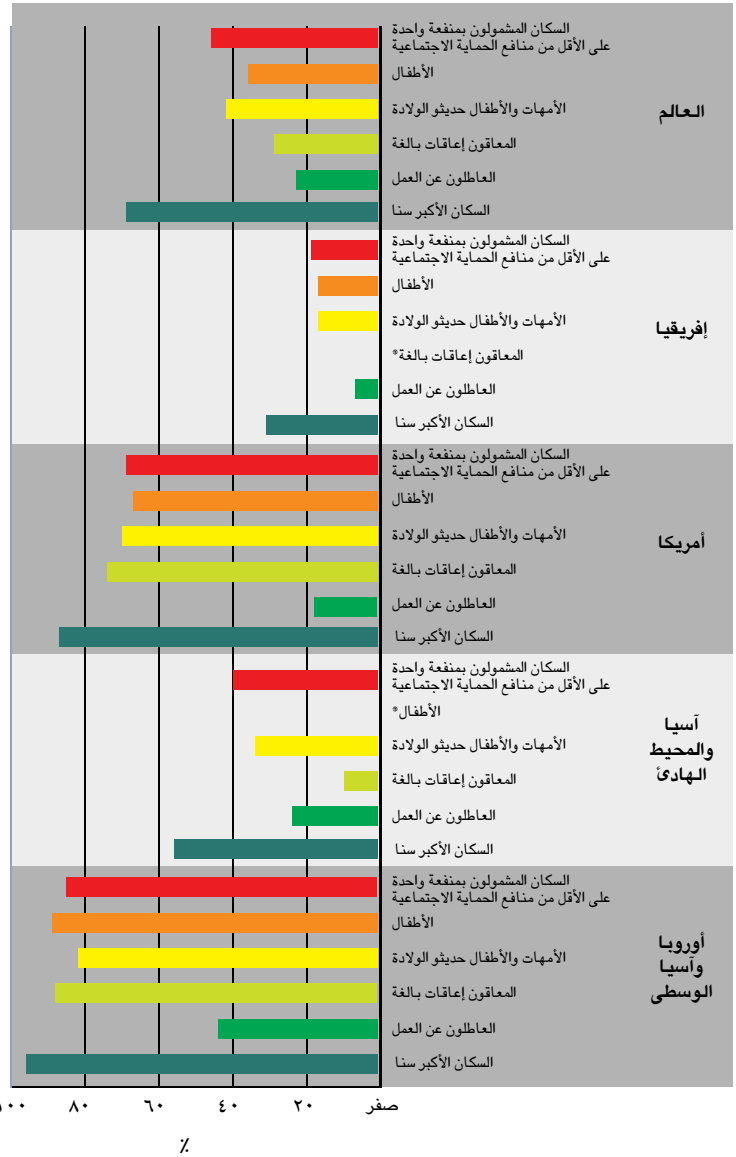 العالم
السكان المشمولون بمنفعة واحدة
على الأقل من منافع الحماية الاجتماعية
الأطفال
الأمهات والأطفال حديثو الولادة
المعاقون إعاقات بالغة
العاطلون عن العمل
السكان الأكبر سنا
إفريقيا
السكان المشمولون بمنفعة واحدة
على الأقل من منافع الحماية الاجتماعية
الأطفال
الأمهات والأطفال حديثو الولادة
المعاقون إعاقات بالغة*
العاطلون عن العمل
السكان الأكبر سنا
أمريكا
السكان المشمولون بمنفعة واحدة
على الأقل من منافع الحماية الاجتماعية
الأطفال
الأمهات والأطفال حديثو الولادة
المعاقون إعاقات بالغة
العاطلون عن العمل
السكان الأكبر سنا
آسيا
والمحيط
الهادئ
السكان المشمولون بمنفعة واحدة
على الأقل من منافع الحماية الاجتماعية
الأطفال*
الأمهات والأطفال حديثو الولادة
المعاقون إعاقات بالغة
العاطلون عن العمل
السكان الأكبر سنا
أوروبا
وآسيا
الوسطى
السكان المشمولون بمنفعة واحدة
على الأقل من منافع الحماية الاجتماعية
الأطفال
الأمهات والأطفال حديثو الولادة
المعاقون إعاقات بالغة
العاطلون عن العمل
السكان الأكبر سنا
صفر ٢٠ ٤٠ ٦٠ ٨٠ ١٠٠
٪